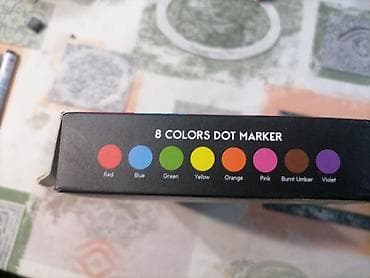 8 COLORS DOT MARKER
Red Blue Green Yellow Orange Pink Burnt Umber Violet